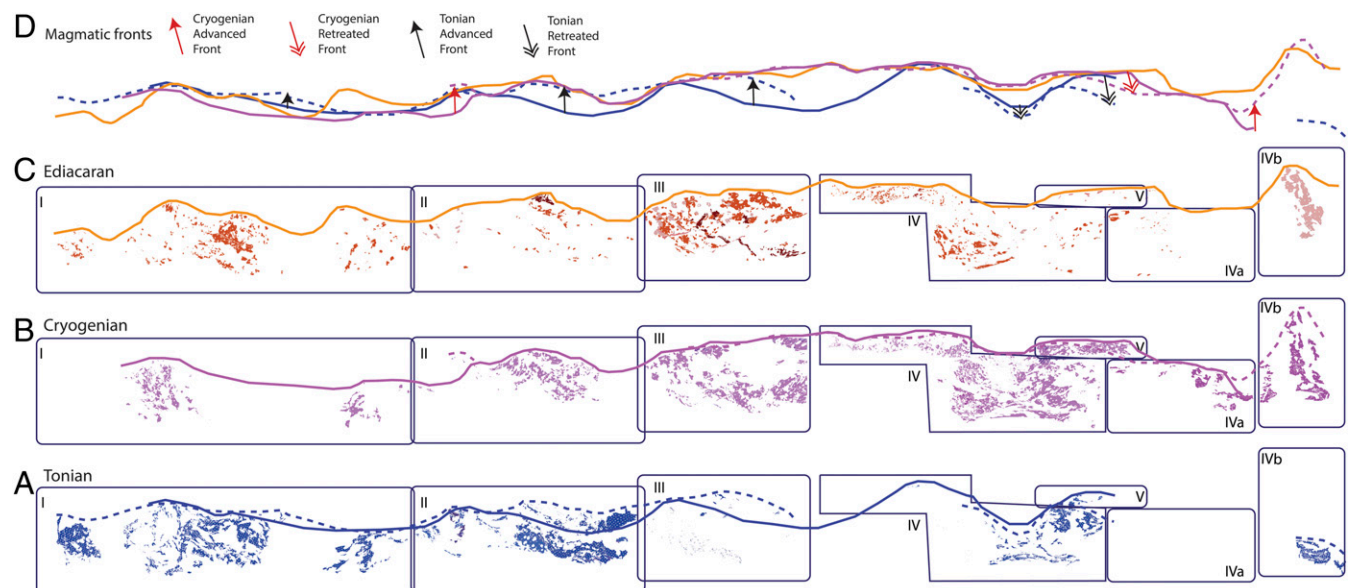 D
Magmatic fronts
Cryogenian
Advanced
Front
Cryogenian
Retreated
Front
Tonian
Advanced
Front
Tonian
Retreated
Front
C Ediacaran
I
II
III
IV
V
IVa
IVb
B Cryogenian
I
II
III
IV
V
IVa
IVb
A Tonian
I
II
III
IV
V
IVa
IVb